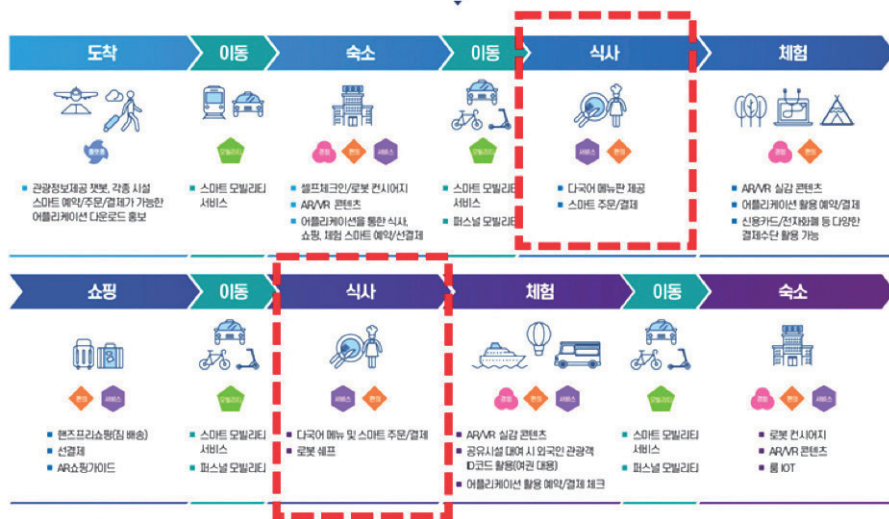 도착
이동
숙소
이동
식사
체험
플랫폼
모빌리티
경험
편의
서비스
모빌리티
서비스
편의
경험
편의
관광정보제공 챗봇, 각종 시설
스마트 예약/주문/결제가 가능한
어플리케이션 다운로드 홍보
스마트 모빌리티
서비스
셀프체크인/로봇 컨시어지
AR/VR 콘텐츠
어플리케이션을 통한 식사,
쇼핑, 체험 스마트 예약/선결제
스마트 모빌리티
서비스
퍼스널 모빌리티
다국어 메뉴판 제공
스마트 주문/결제
AR/VR 실감 콘텐츠
어플리케이션 활용 예약/결제
신용카드/전자화폐 등 다양한
결제수단 활용 가능
쇼핑
이동
식사
체험
이동
숙소
편의
서비스
모빌리티
서비스
편의
경험
편의
서비스
모빌리티
경험
편의
서비스
핸즈프리쇼핑(짐 배송)
선결제
AR쇼핑가이드
스마트 모빌리티
서비스
퍼스널 모빌리티
다국어 메뉴 및 스마트 주문/결제
로봇 쉐프
AR/VR 실감 콘텐츠
공유시설 대여 시 외국인 관광객
ID코드 활용(여권 대용)
어플리케이션 활용 예약/결제 체크
스마트 모빌리티
서비스
퍼스널 모빌리티
로봇 컨시어지
AR/VR 콘텐츠
룸 IOT